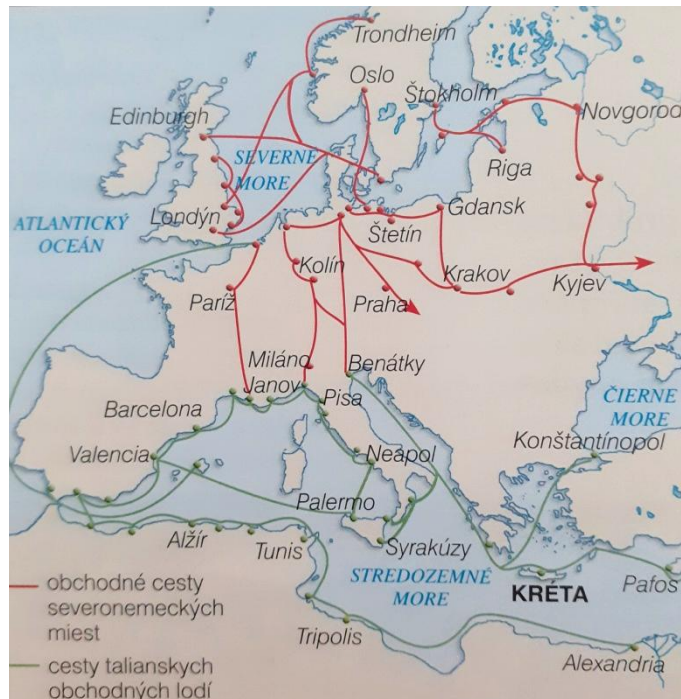 Trondheim
Oslo
Štokholm
Edinburgh
Novgorod
SEVERNE
MORE
Riga
ATLANTICKÝ
OCEÁN
Londýn
Gdansk
Štetín
Kolín
Krakov
Kyjev
Paríž
Praha
Miláno
Benátky
Janov
Pisa
ČIERNE
MORE
Barcelona
Konštantínopol
Valencia
Neapol
Palermo
Alžír
Tunis
Syrakúzy
STREDOZEMNÉ
MORE
KRÉTA
Pafos
Tripolis
Alexandria
obchodné cesty
severonemeckých
miest
cesty talianskych
obchodných lodí